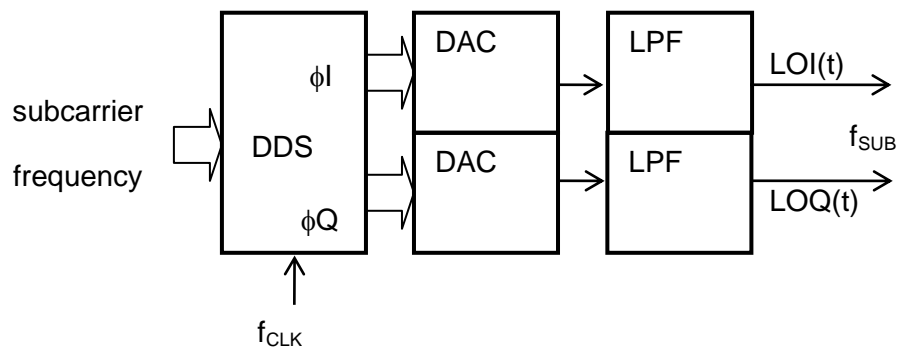 DAC
LPF
LOI(t)
ϕI
subcarrier
frequency
DDS
f_SUB
DAC
LPF
LOQ(t)
ϕQ
f_CLK